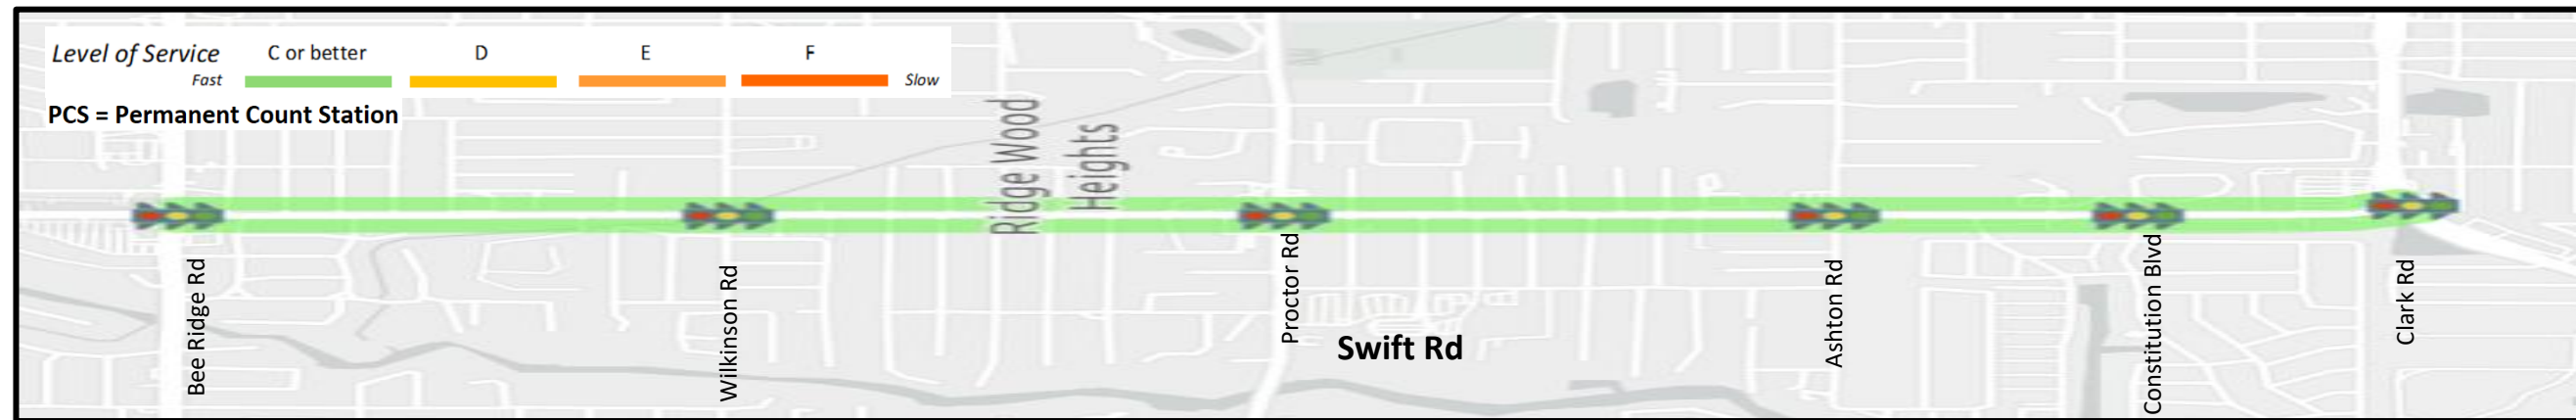 Level of Service C or better D E F
Fast Slow
PCS = Permanent Count Station
Ridge Wood
Heights
Bee Ridge Rd
Wilkinson Rd
Proctor Rd
Swift Rd
Ashton Rd
Constitution Blvd
Clark Rd